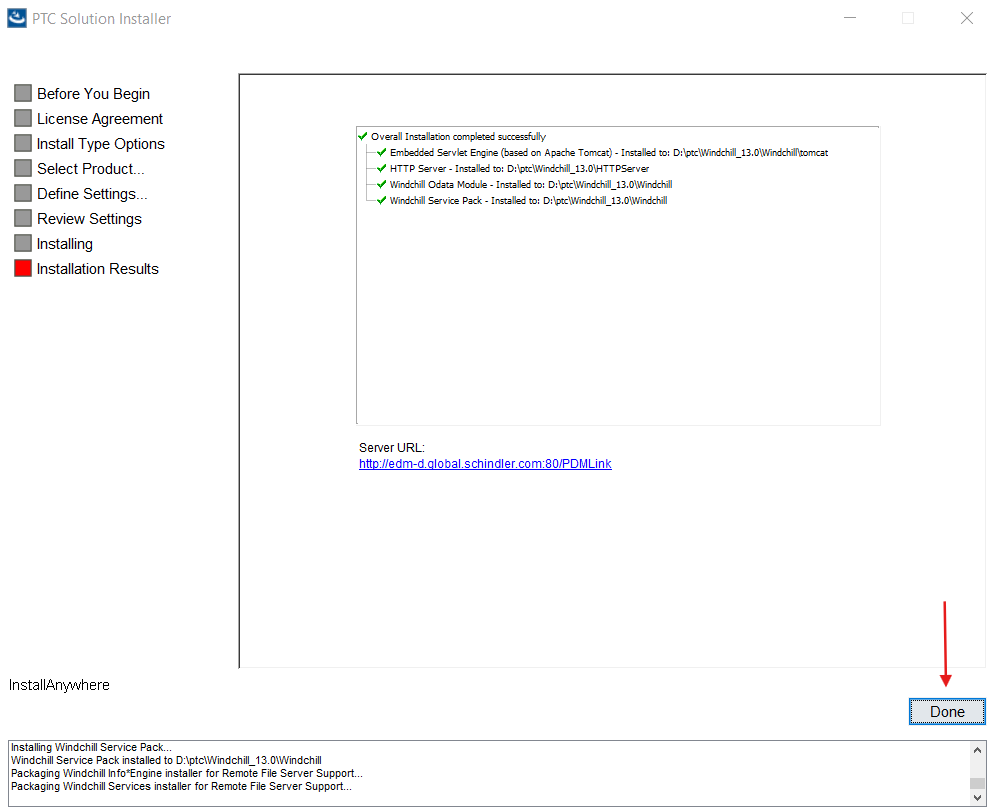 PTC Solution Installer
Before You Begin
License Agreement
Install Type Options
Select Product...
Define Settings...
Review Settings
Installing
Installation Results
Overall Installation completed successfully
Embedded Servlet Engine (based on Apache Tomcat) - Installed to: D:\ptc\Windchill_13.0\Windchill\tomcat
HTTP Server - Installed to: D:\ptc\Windchill_13.0\HTTPServer
Windchill Odata Module - Installed to: D:\ptc\Windchill_13.0\Windchill
Windchill Service Pack - Installed to: D:\ptc\Windchill_13.0\Windchill
Server URL:
http://edm-d.global.schindler.com:80/PDMLink
InstallAnywhere
Done
Installing Windchill Service Pack...
Windchill Service Pack installed to D:\ptc\Windchill_13.0\Windchill
Packaging Windchill Info*Engine installer for Remote File Server Support...
Packaging Windchill Services installer for Remote File Server Support...